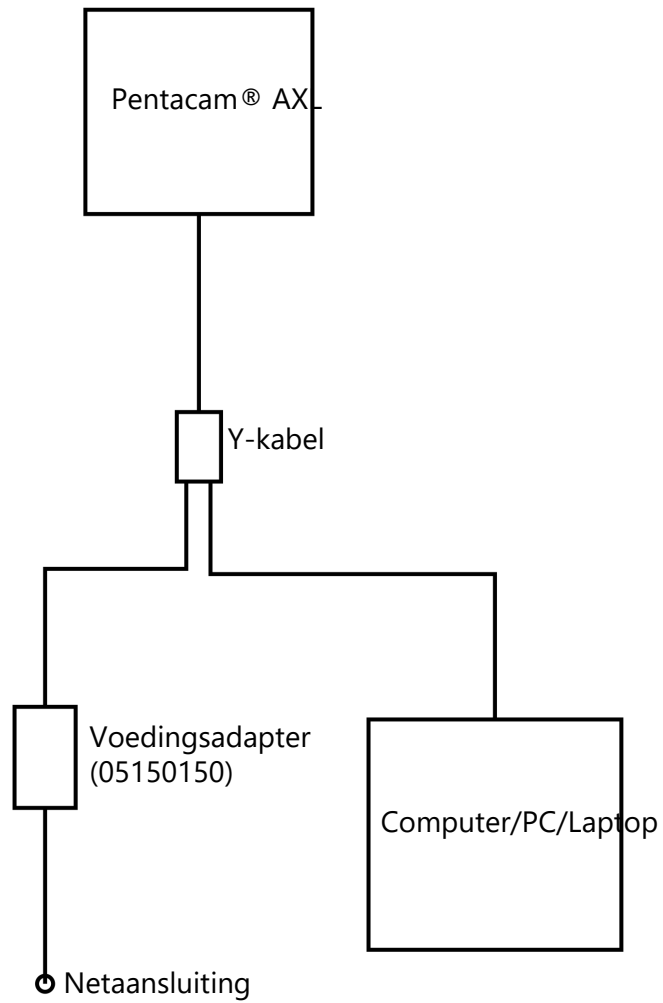 Pentacam® AXL
Y-kabel
Voedingsadapter
(05150150)
Computer/PC/Laptop
Netaansluiting